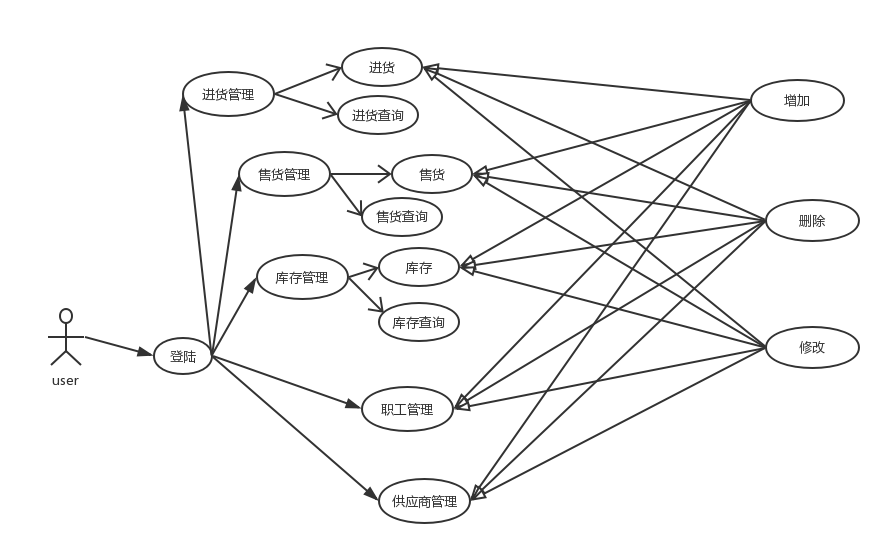 进货
进货管理
增加
进货查询
售货管理
售货
售货查询
删除
库存
库存管理
库存查询
修改
登陆
user
职工管理
供应商管理